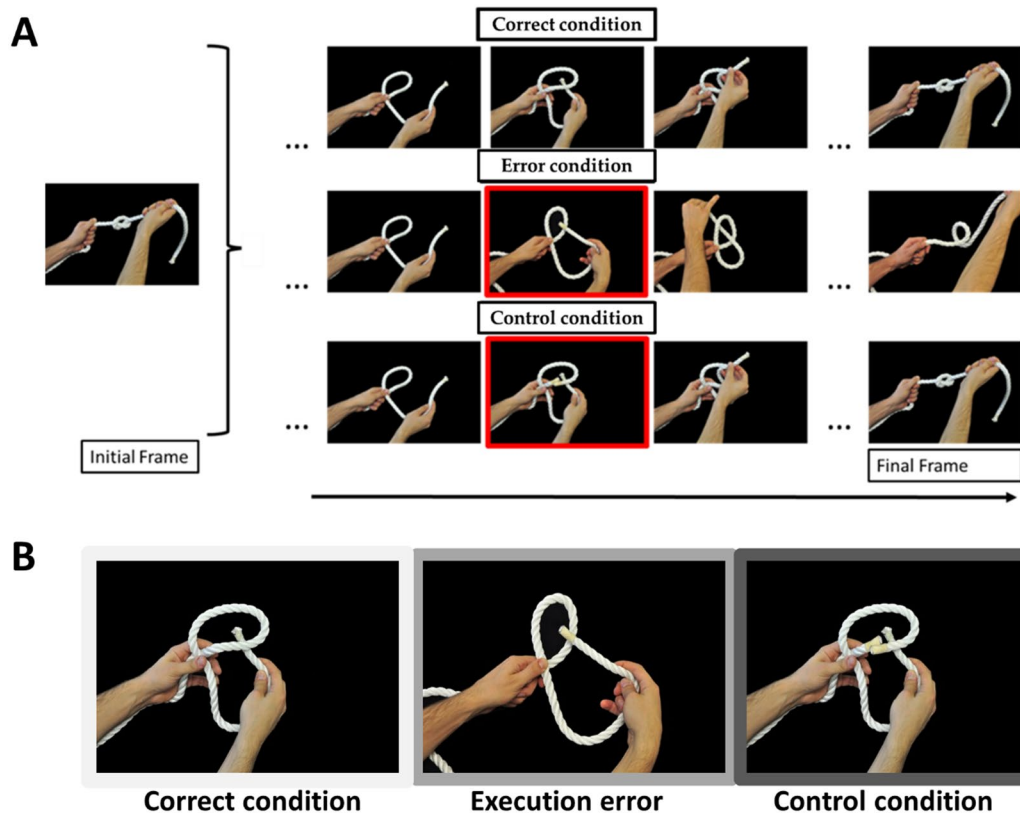 A
Correct condition
...
...
Error condition
...
...
Control condition
...
...
Initial Frame
Final Frame
B
Correct condition
Execution error
Control condition